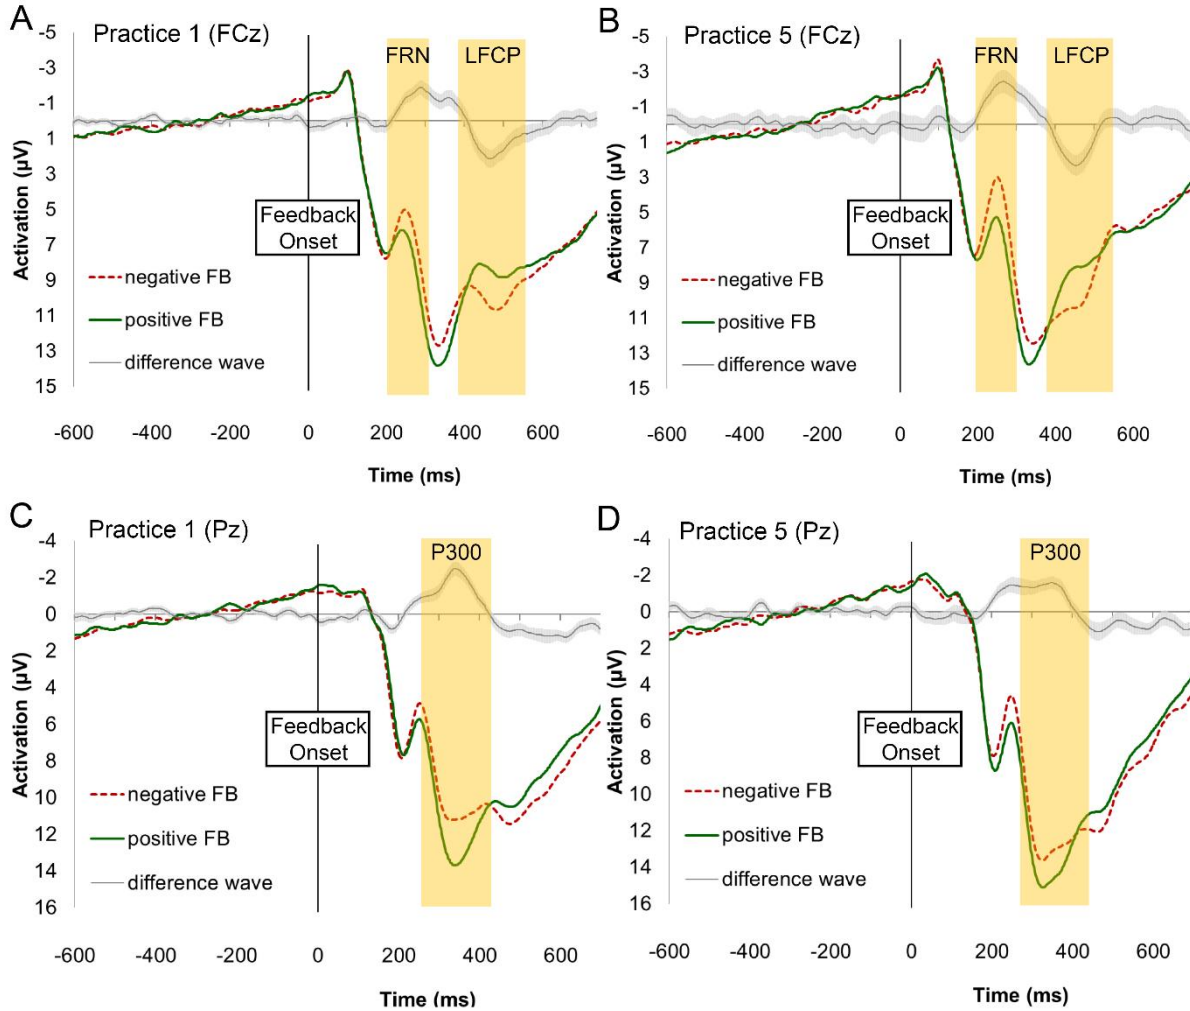 A
Practice 1 (FCz)
FRN
LFCP
-5
-3
-1
1
3
5
7
9
11
13
15
Activation (µV)
Feedback
Onset
negative FB
positive FB
difference wave
-600
-400
-200
0
200
400
600
Time (ms)
B
Practice 5 (FCz)
FRN
LFCP
-5
-3
-1
1
3
5
7
9
11
13
15
Activation (µV)
Feedback
Onset
negative FB
positive FB
difference wave
-600
-400
-200
0
200
400
600
Time (ms)
C
Practice 1 (Pz)
P300
-4
-2
0
2
4
6
8
10
12
14
16
Activation (µV)
Feedback
Onset
negative FB
positive FB
difference wave
-600
-400
-200
0
200
400
600
Time (ms)
D
Practice 5 (Pz)
P300
-4
-2
0
2
4
6
8
10
12
14
16
Activation (µV)
Feedback
Onset
negative FB
positive FB
difference wave
-600
-400
-200
0
200
400
600
Time (ms)